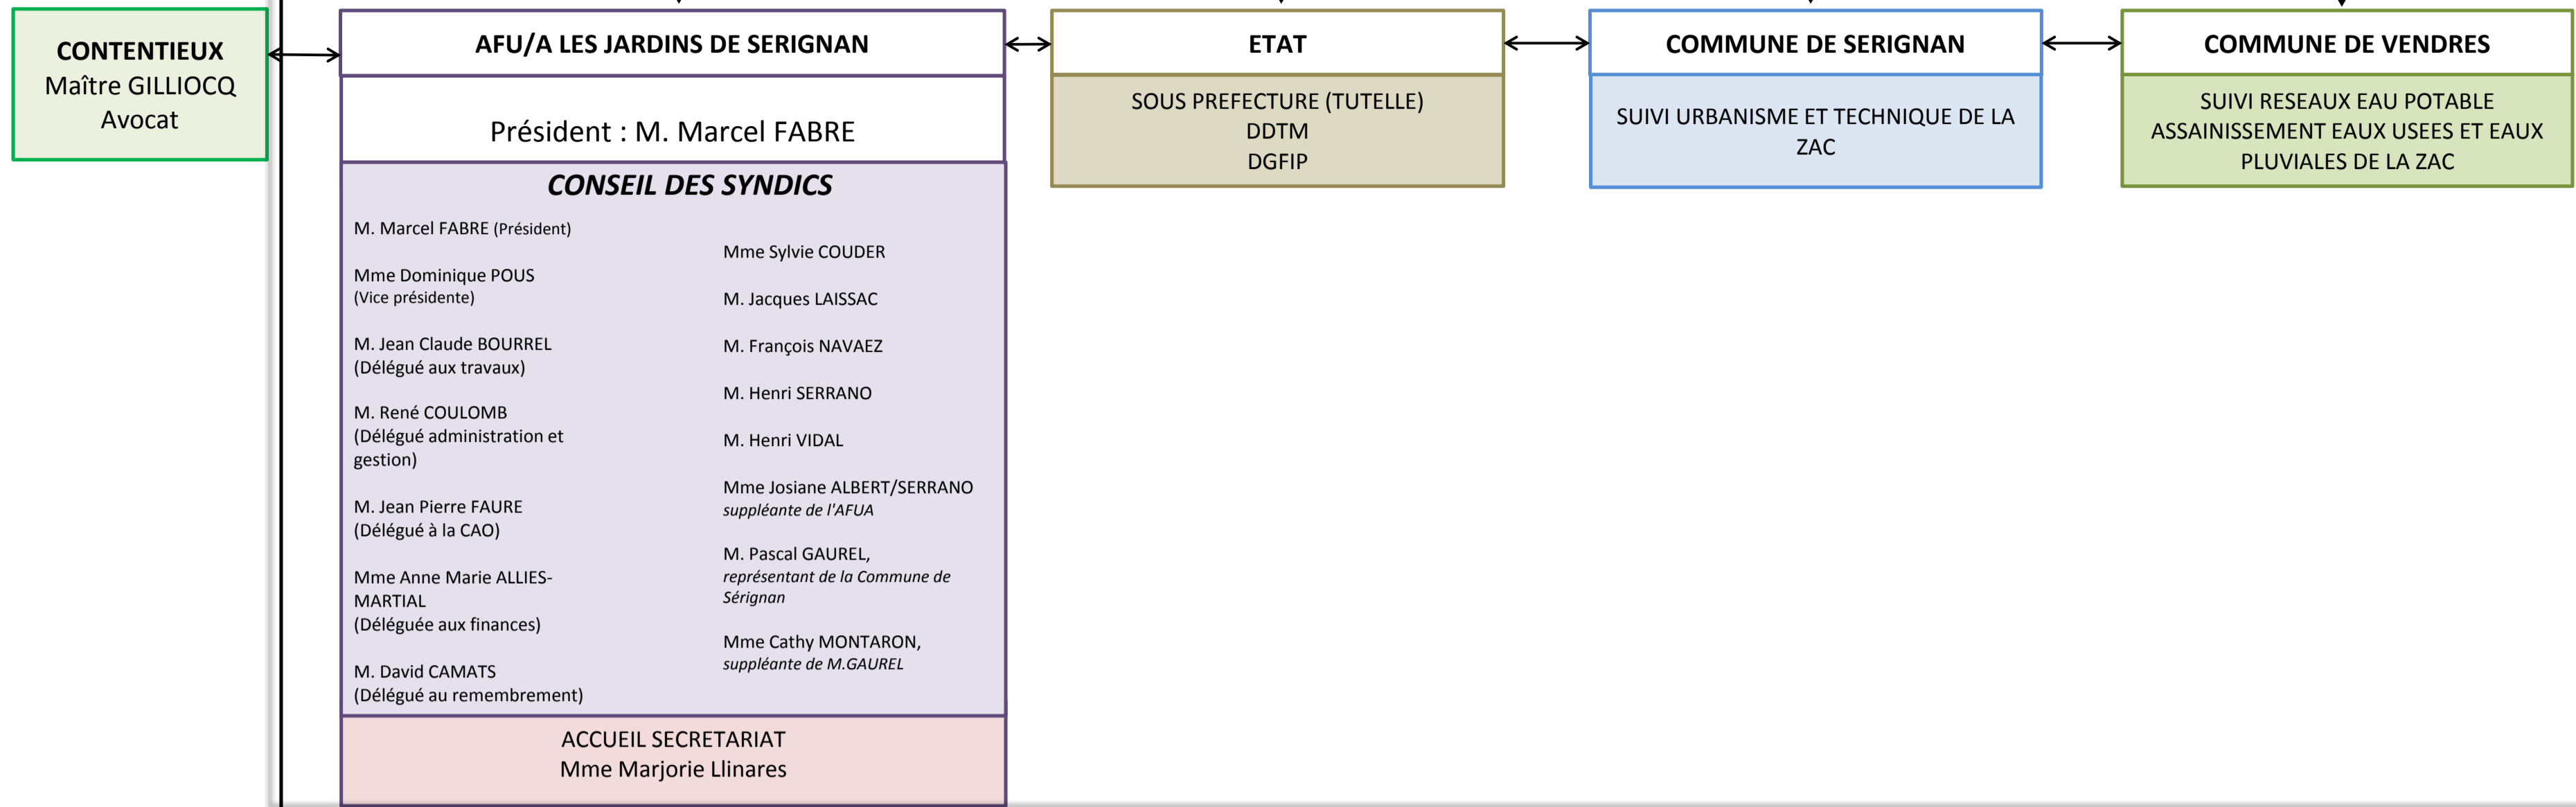 CONTENTIEUX
Maître GILLIOCQ
Avocat
AFU/A LES JARDINS DE SERIGNAN
Président : M. Marcel FABRE
CONSEIL DES SYNDICS
M. Marcel FABRE (Président)
Mme Dominique POUS
(Vice présidente)
M. Jean Claude BOURREL
(Délégué aux travaux)
M. René COULOMB
(Délégué administration et
gestion)
M. Jean Pierre FAURE
(Délégué à la CAO)
Mme Anne Marie ALLIES-
MARTIAL
(Déléguée aux finances)
M. David CAMATS
(Délégué au remembrement)
Mme Sylvie COUDER
M. Jacques LAISSAC
M. François NAVAEZ
M. Henri SERRANO
M. Henri VIDAL
Mme Josiane ALBERT/SERRANO
suppléante de l'AFUA
M. Pascal GAUREL,
représentant de la Commune de
Sérignan
Mme Cathy MONTARON,
suppléante de M.GAUREL
ACCUEIL SECRETARIAT
Mme Marjorie Llinares
ETAT
SOUS PREFECTURE (TUTELLE)
DDTM
DGFIP
COMMUNE DE SERIGNAN
SUIVI URBANISME ET TECHNIQUE DE LA
ZAC
COMMUNE DE VENDRES
SUIVI RESEAUX EAU POTABLE
ASSAINISSEMENT EAUX USEES ET EAUX
PLUVIALES DE LA ZAC